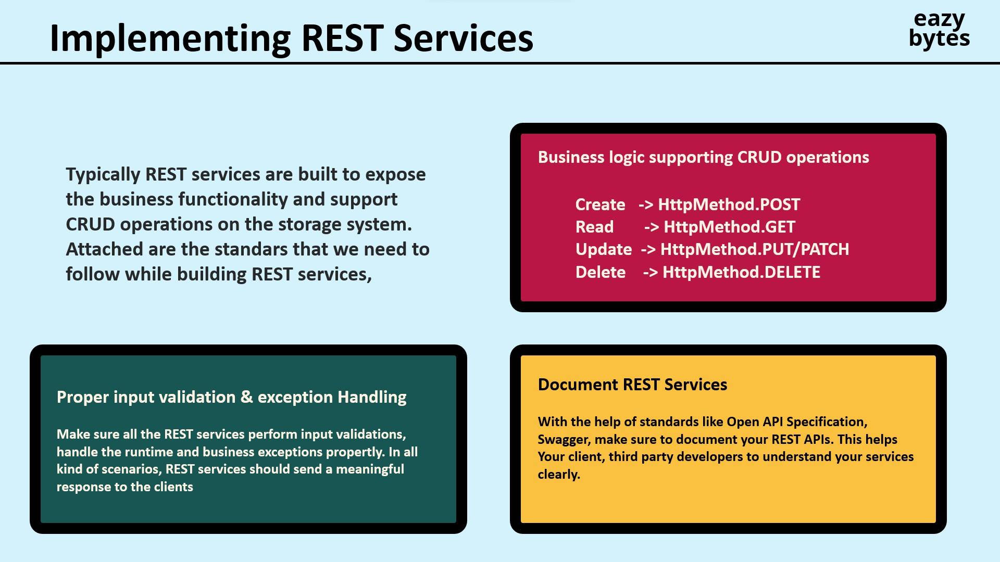 Implementing REST Services
eazy
bytes
Typically REST services are built to expose
the business functionality and support
CRUD operations on the storage system.
Attached are the standars that we need to
follow while building REST services,
Business logic supporting CRUD operations
Create -> HttpMethod.POST
Read -> HttpMethod.GET
Update -> HttpMethod.PUT/PATCH
Delete -> HttpMethod.DELETE
Proper input validation & exception Handling
Make sure all the REST services perform input validations,
handle the runtime and business exceptions propertly. In all
kind of scenarios, REST services should send a meaningful
response to the clients
Document REST Services
With the help of standards like Open API Specification,
Swagger, make sure to document your REST APIs. This helps
Your client, third party developers to understand your services
clearly.